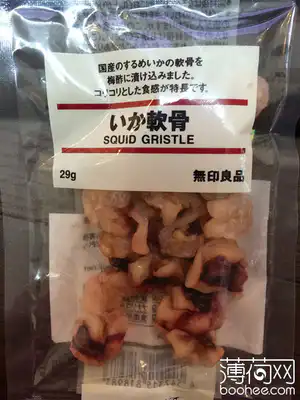 国産のするめいかの軟骨を
梅酢に漬け込みました。
コリコリとした食感が特長です。
いか軟骨
SQUID GRISTLE
29g
無印良品
薄荷网
boohee.com